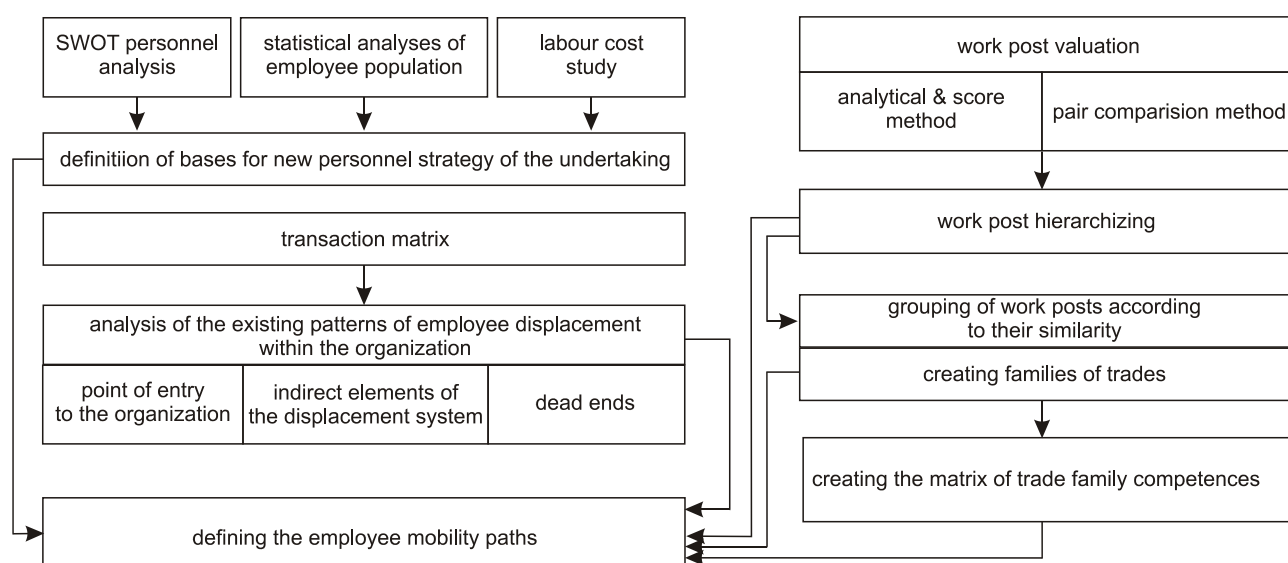 SWOT personnel
analysis
statistical analyses of
employee population
labour cost
study
definitiion of bases for new personnel strategy of the undertaking
transaction matrix
analysis of the existing patterns of employee displacement
within the organization
point of entry
to the organization
indirect elements of
the displacement system
dead ends
defining the employee mobility paths
work post valuation
analytical & score
method
pair comparision method
work post hierarchizing
grouping of work posts according
to their similarity
creating families of trades
creating the matrix of trade family competences